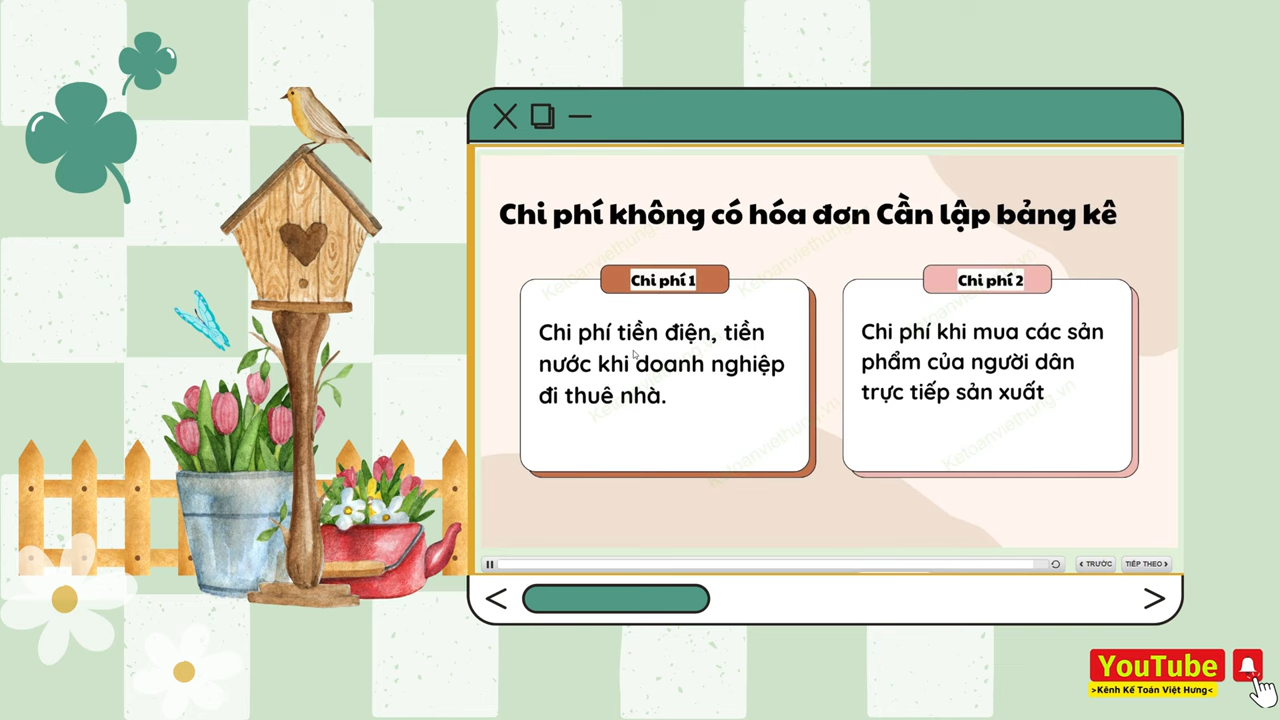 Chi phí không có hóa đơn Cần lập bảng kê
Chi phí 1
Chi phí tiền điện, tiền
nước khi doanh nghiệp
đi thuê nhà.
Chi phí 2
Chi phí khi mua các sản
phẩm của người dân
trực tiếp sản xuất
Ketoanviethung.vn
TRƯỚC
TIẾP THEO
YouTube
>Kênh Kế Toán Việt Hưng<